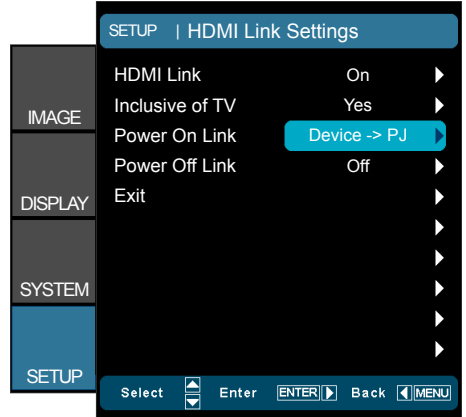 SETUP | HDMI Link Settings
HDMI Link On
Inclusive of TV Yes
Power On Link Device -> PJ
Power Off Link Off
Exit
IMAGE
DISPLAY
SYSTEM
SETUP
Select Enter ENTER Back MENU